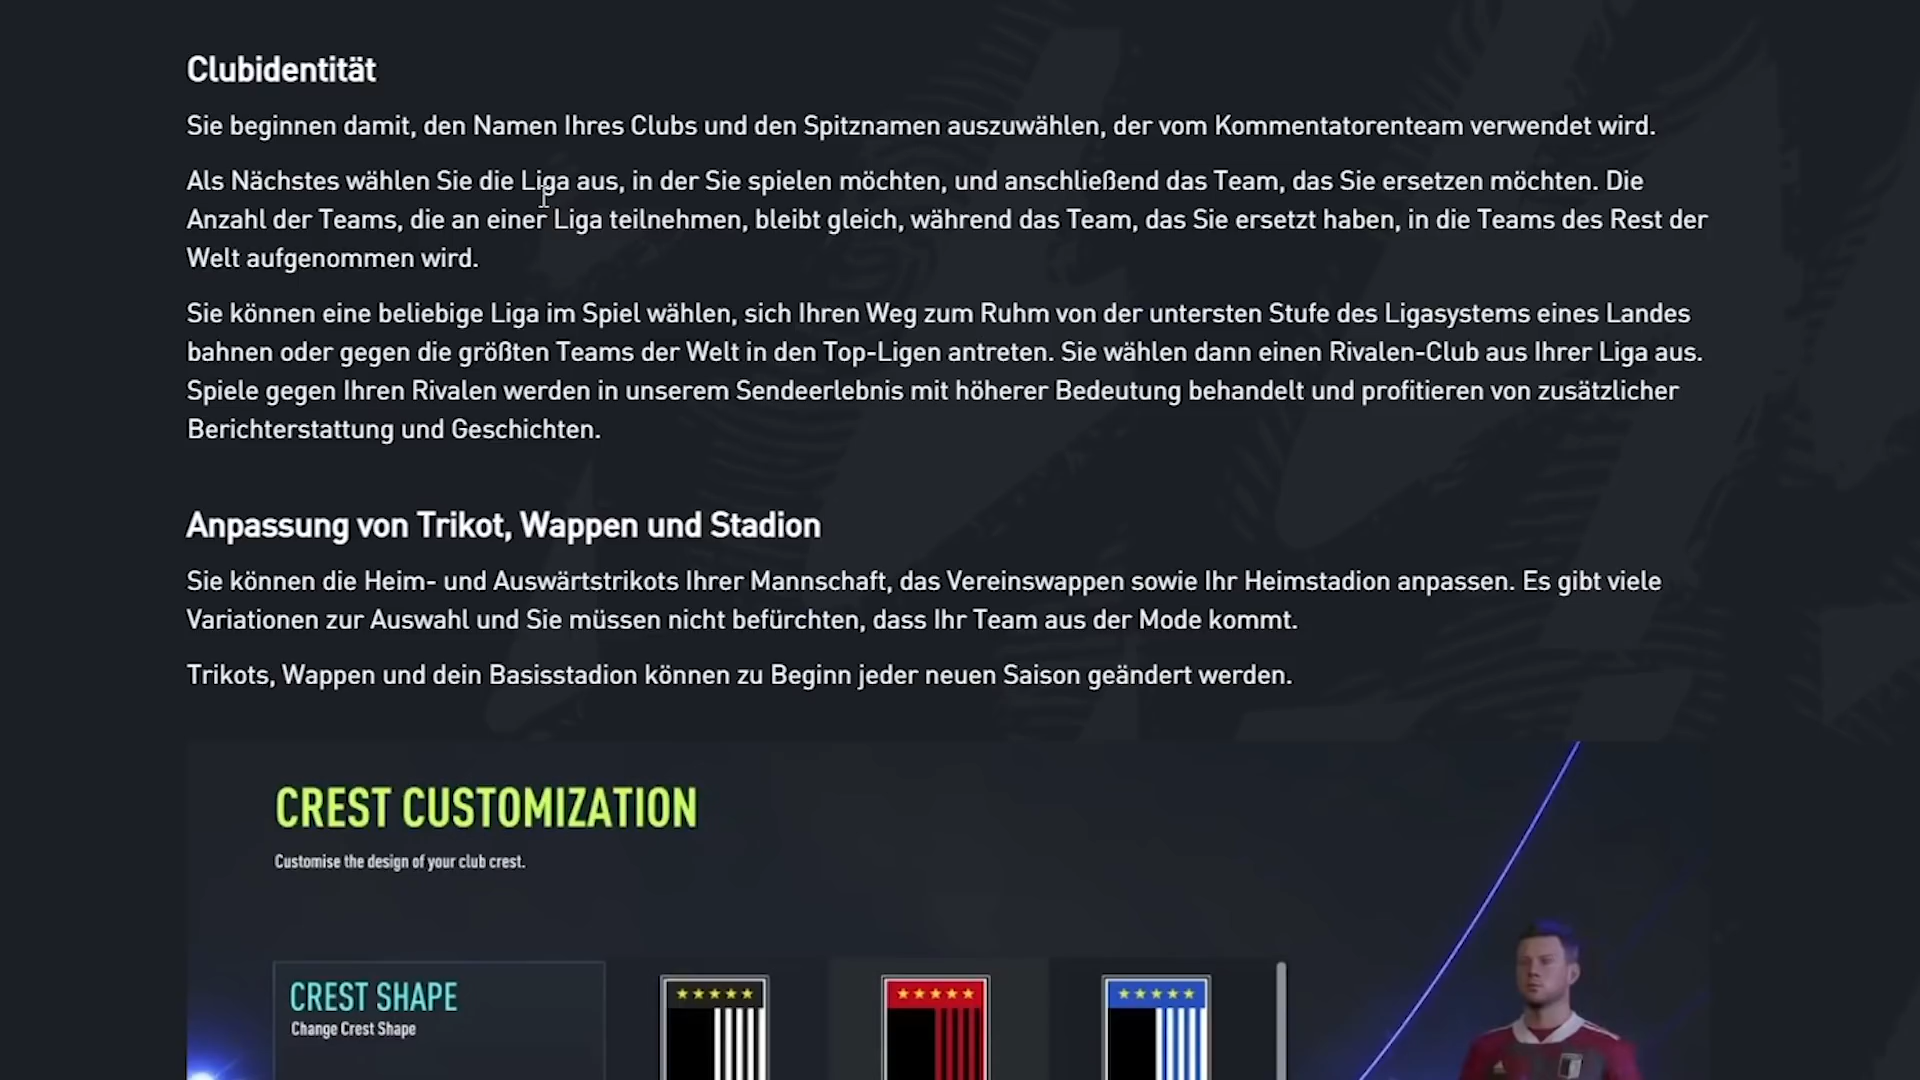 Clubidentität
Sie beginnen damit, den Namen Ihres Clubs und den Spitznamen auszuwählen, der vom Kommentatorenteam verwendet wird.
Als Nächstes wählen Sie die Liga aus, in der Sie spielen möchten, und anschließend das Team, das Sie ersetzen möchten. Die
Anzahl der Teams, die an einer Liga teilnehmen, bleibt gleich, während das Team, das Sie ersetzt haben, in die Teams des Rest der
Welt aufgenommen wird.
Sie können eine beliebige Liga im Spiel wählen, sich Ihren Weg zum Ruhm von der untersten Stufe des Ligasystems eines Landes
bahnen oder gegen die größten Teams der Welt in den Top-Ligen antreten. Sie wählen dann einen Rivalen-Club aus Ihrer Liga aus.
Spiele gegen Ihren Rivalen werden in unserem Sendeerlebnis mit höherer Bedeutung behandelt und profitieren von zusätzlicher
Berichterstattung und Geschichten.
Anpassung von Trikot, Wappen und Stadion
Sie können die Heim- und Auswärtstrikots Ihrer Mannschaft, das Vereinswappen sowie Ihr Heimstadion anpassen. Es gibt viele
Variationen zur Auswahl und Sie müssen nicht befürchten, dass Ihr Team aus der Mode kommt.
Trikots, Wappen und dein Basisstadion können zu Beginn jeder neuen Saison geändert werden.
CREST CUSTOMIZATION
Customise the design of your club crest.
CREST SHAPE
Change Crest Shape